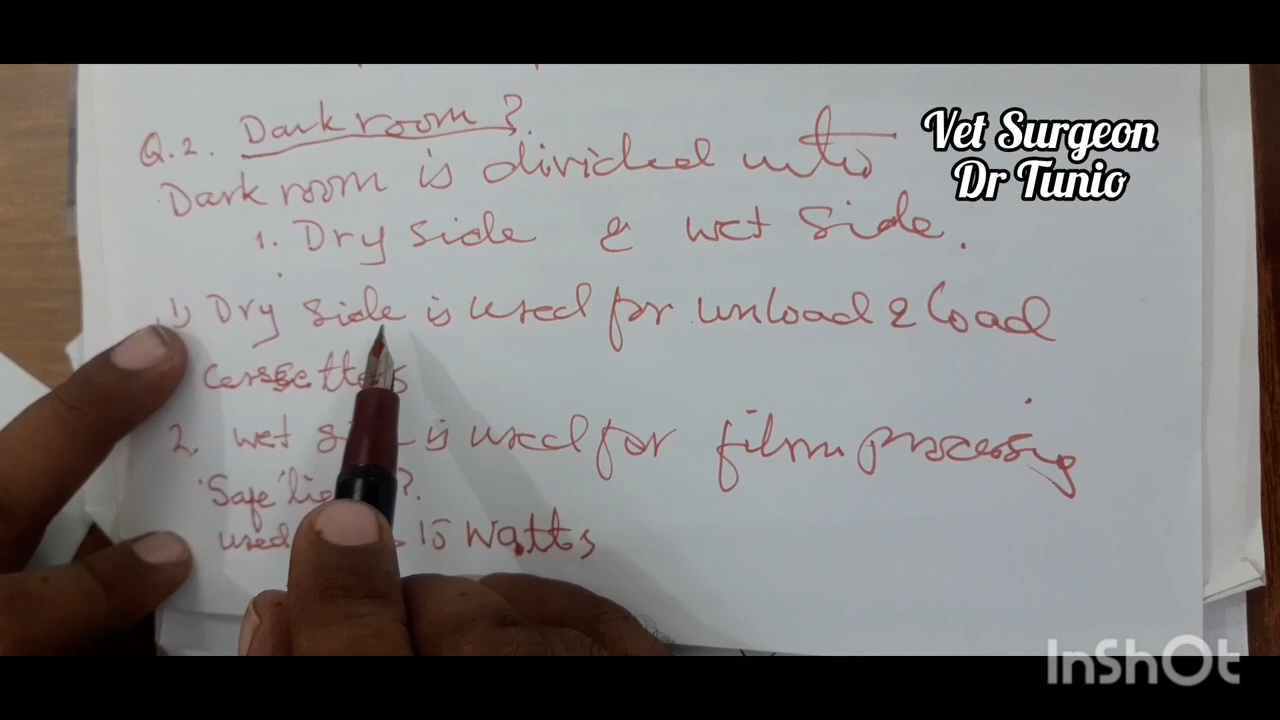 Q.2. Dark room ?
Dark room is divided into
1. Dry side & wet side.
1) Dry side is used for unload & load
cassettes
2. wet is used for film processing
'Safe' ?.
used 15 Watts
Vet Surgeon
Dr Tunio
InShOt